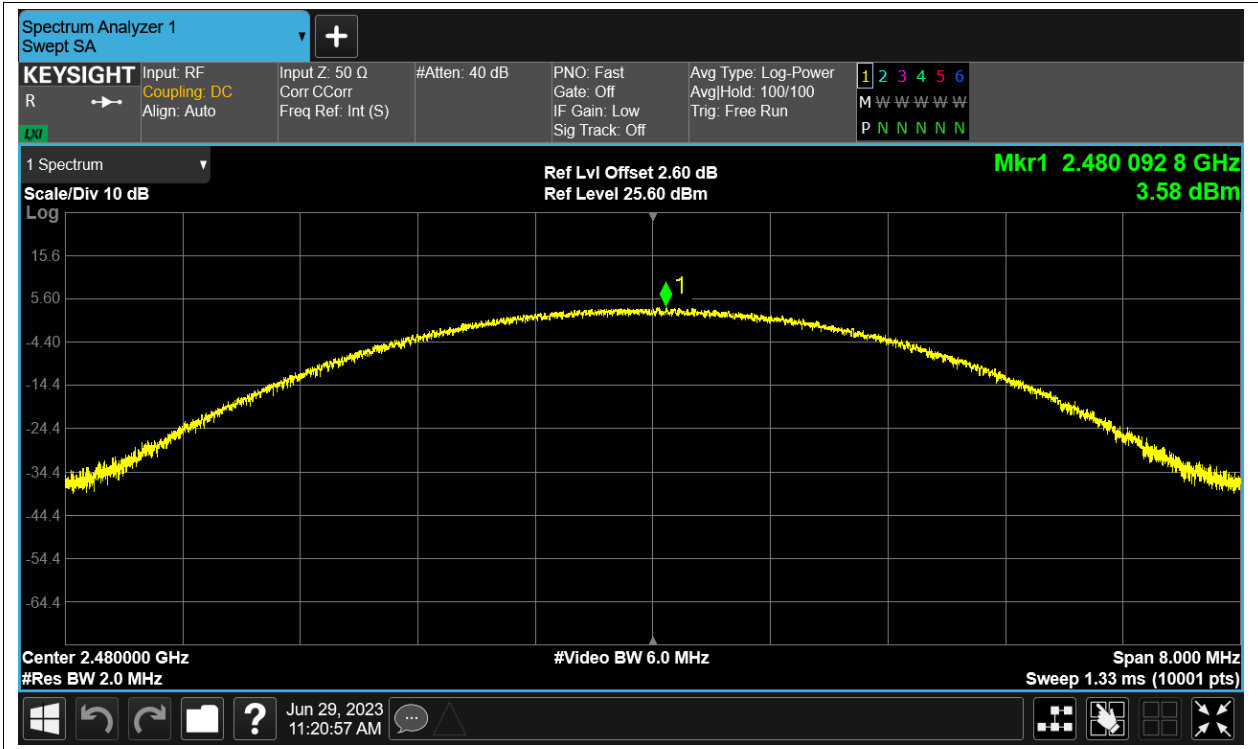 Spectrum Analyzer 1
Swept SA
KEYSIGHT
R
LXI
Input: RF
Coupling: DC
Align: Auto
Input Z: 50 Ω
Corr CCorr
Freq Ref: Int (S)
#Atten: 40 dB
PNO: Fast
Gate: Off
IF Gain: Low
Sig Track: Off
Avg Type: Log-Power
Avg|Hold: 100/100
Trig: Free Run
1 2 3 4 5 6
M W W W W W
P N N N N N
1 Spectrum
Scale/Div 10 dB
Log
Ref Lvl Offset 2.60 dB
Ref Level 25.60 dBm
Mkr1 2.480 092 8 GHz
3.58 dBm
15.6
5.60
-4.40
-14.4
-24.4
-34.4
-44.4
-54.4
-64.4
1
Center 2.480000 GHz
#Res BW 2.0 MHz
#Video BW 6.0 MHz
Span 8.000 MHz
Sweep 1.33 ms (10001 pts)
?
Jun 29, 2023
11:20:57 AM